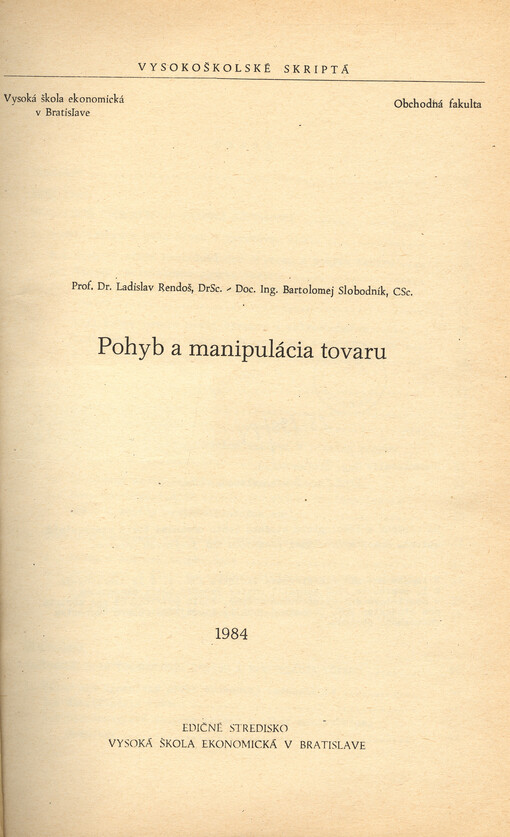 VYSOKOŠKOLSKÉ SKRIPTÁ
Vysoká škola ekonomická
v Bratislave
Obchodná fakulta
Prof. Dr. Ladislav Rendoš, DrSc. - Doc. Ing. Bartolomej Slobodník, CSc.
Pohyb a manipulácia tovaru
1984
EDIČNÉ STREDISKO
VYSOKÁ ŠKOLA EKONOMICKÁ V BRATISLAVE